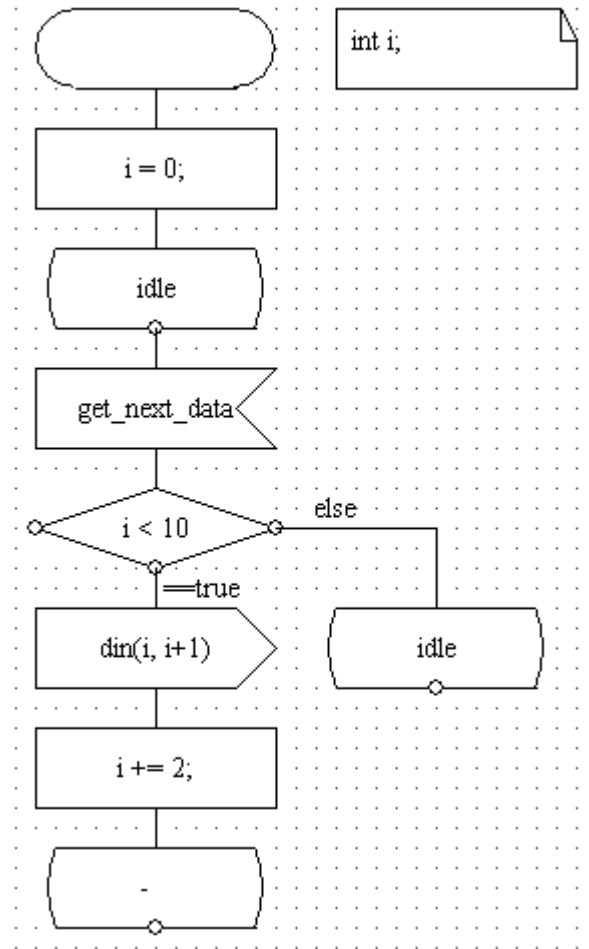 int i;
i = 0;
idle
get_next_data
i < 10
else
==true
din(i, i+1)
idle
i += 2;
-